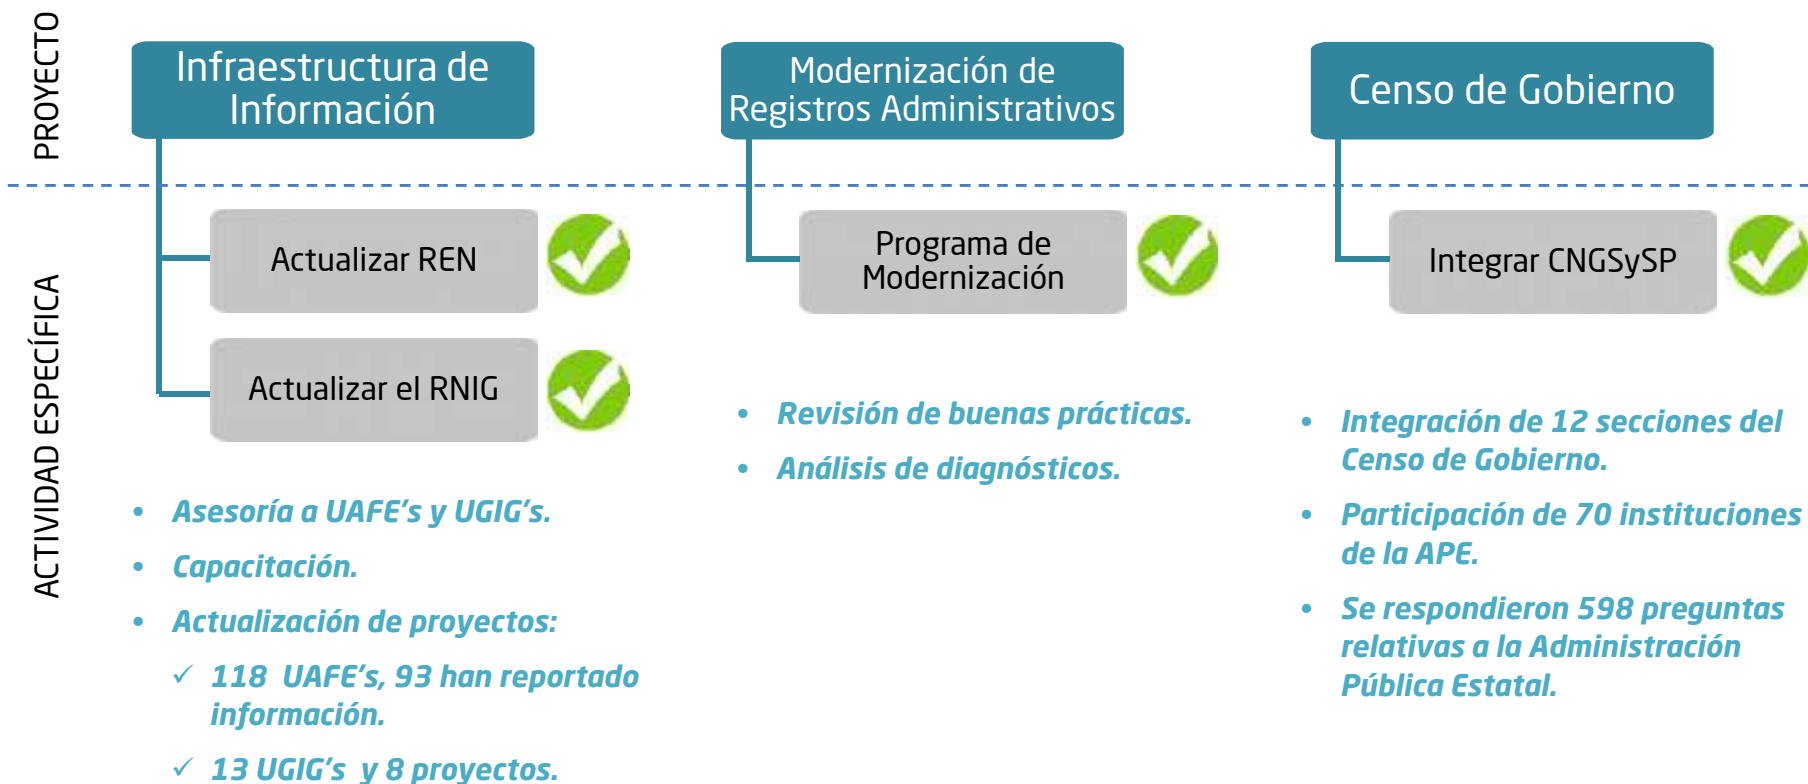 PROYECTO
Infraestructura de
Información
Modernización de
Registros Administrativos
Censo de Gobierno
ACTIVIDAD ESPECÍFICA
Actualizar REN
Actualizar el RNIG
• Asesoría a UAFE's y UGIG's.
• Capacitación.
• Actualización de proyectos:
✓ 118 UAFE's, 93 han reportado
información.
✓ 13 UGIG's y 8 proyectos.
Programa de
Modernización
• Revisión de buenas prácticas.
• Análisis de diagnósticos.
Integrar CNGSySP
• Integración de 12 secciones del
Censo de Gobierno.
• Participación de 70 instituciones
de la APE.
• Se respondieron 598 preguntas
relativas a la Administración
Pública Estatal.